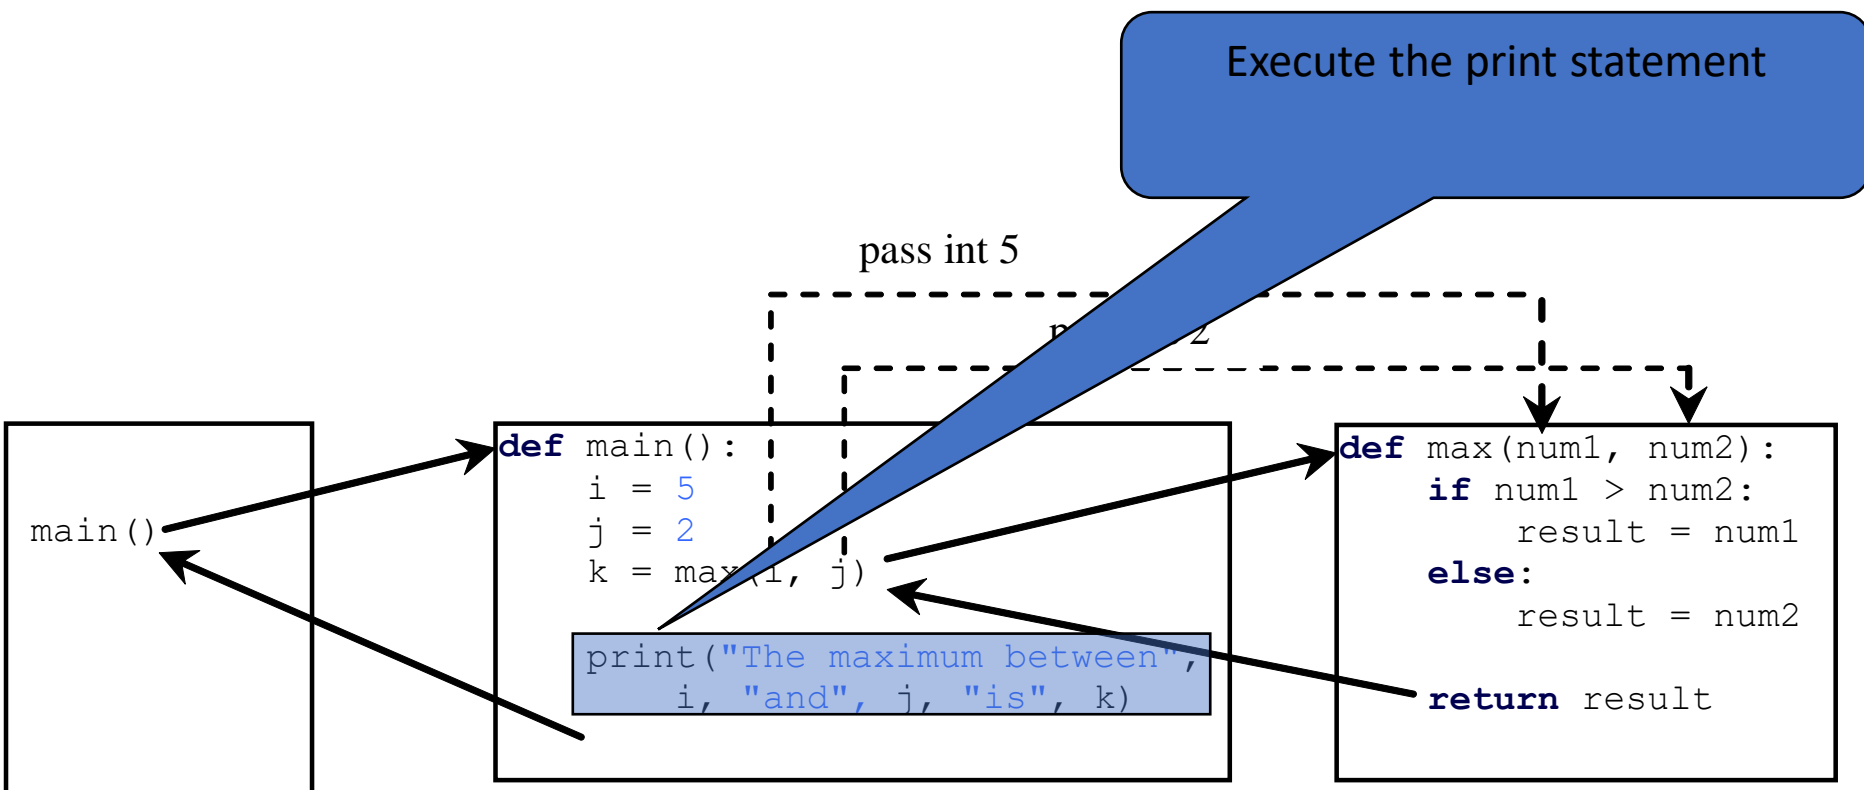 Execute the print statement
pass int 5
2
main()
def main():
i = 5
j = 2
k = max(i, j)
print("The maximum between",
i, "and", j, "is", k)
def max(num1, num2):
if num1 > num2:
result = num1
else:
result = num2
return result